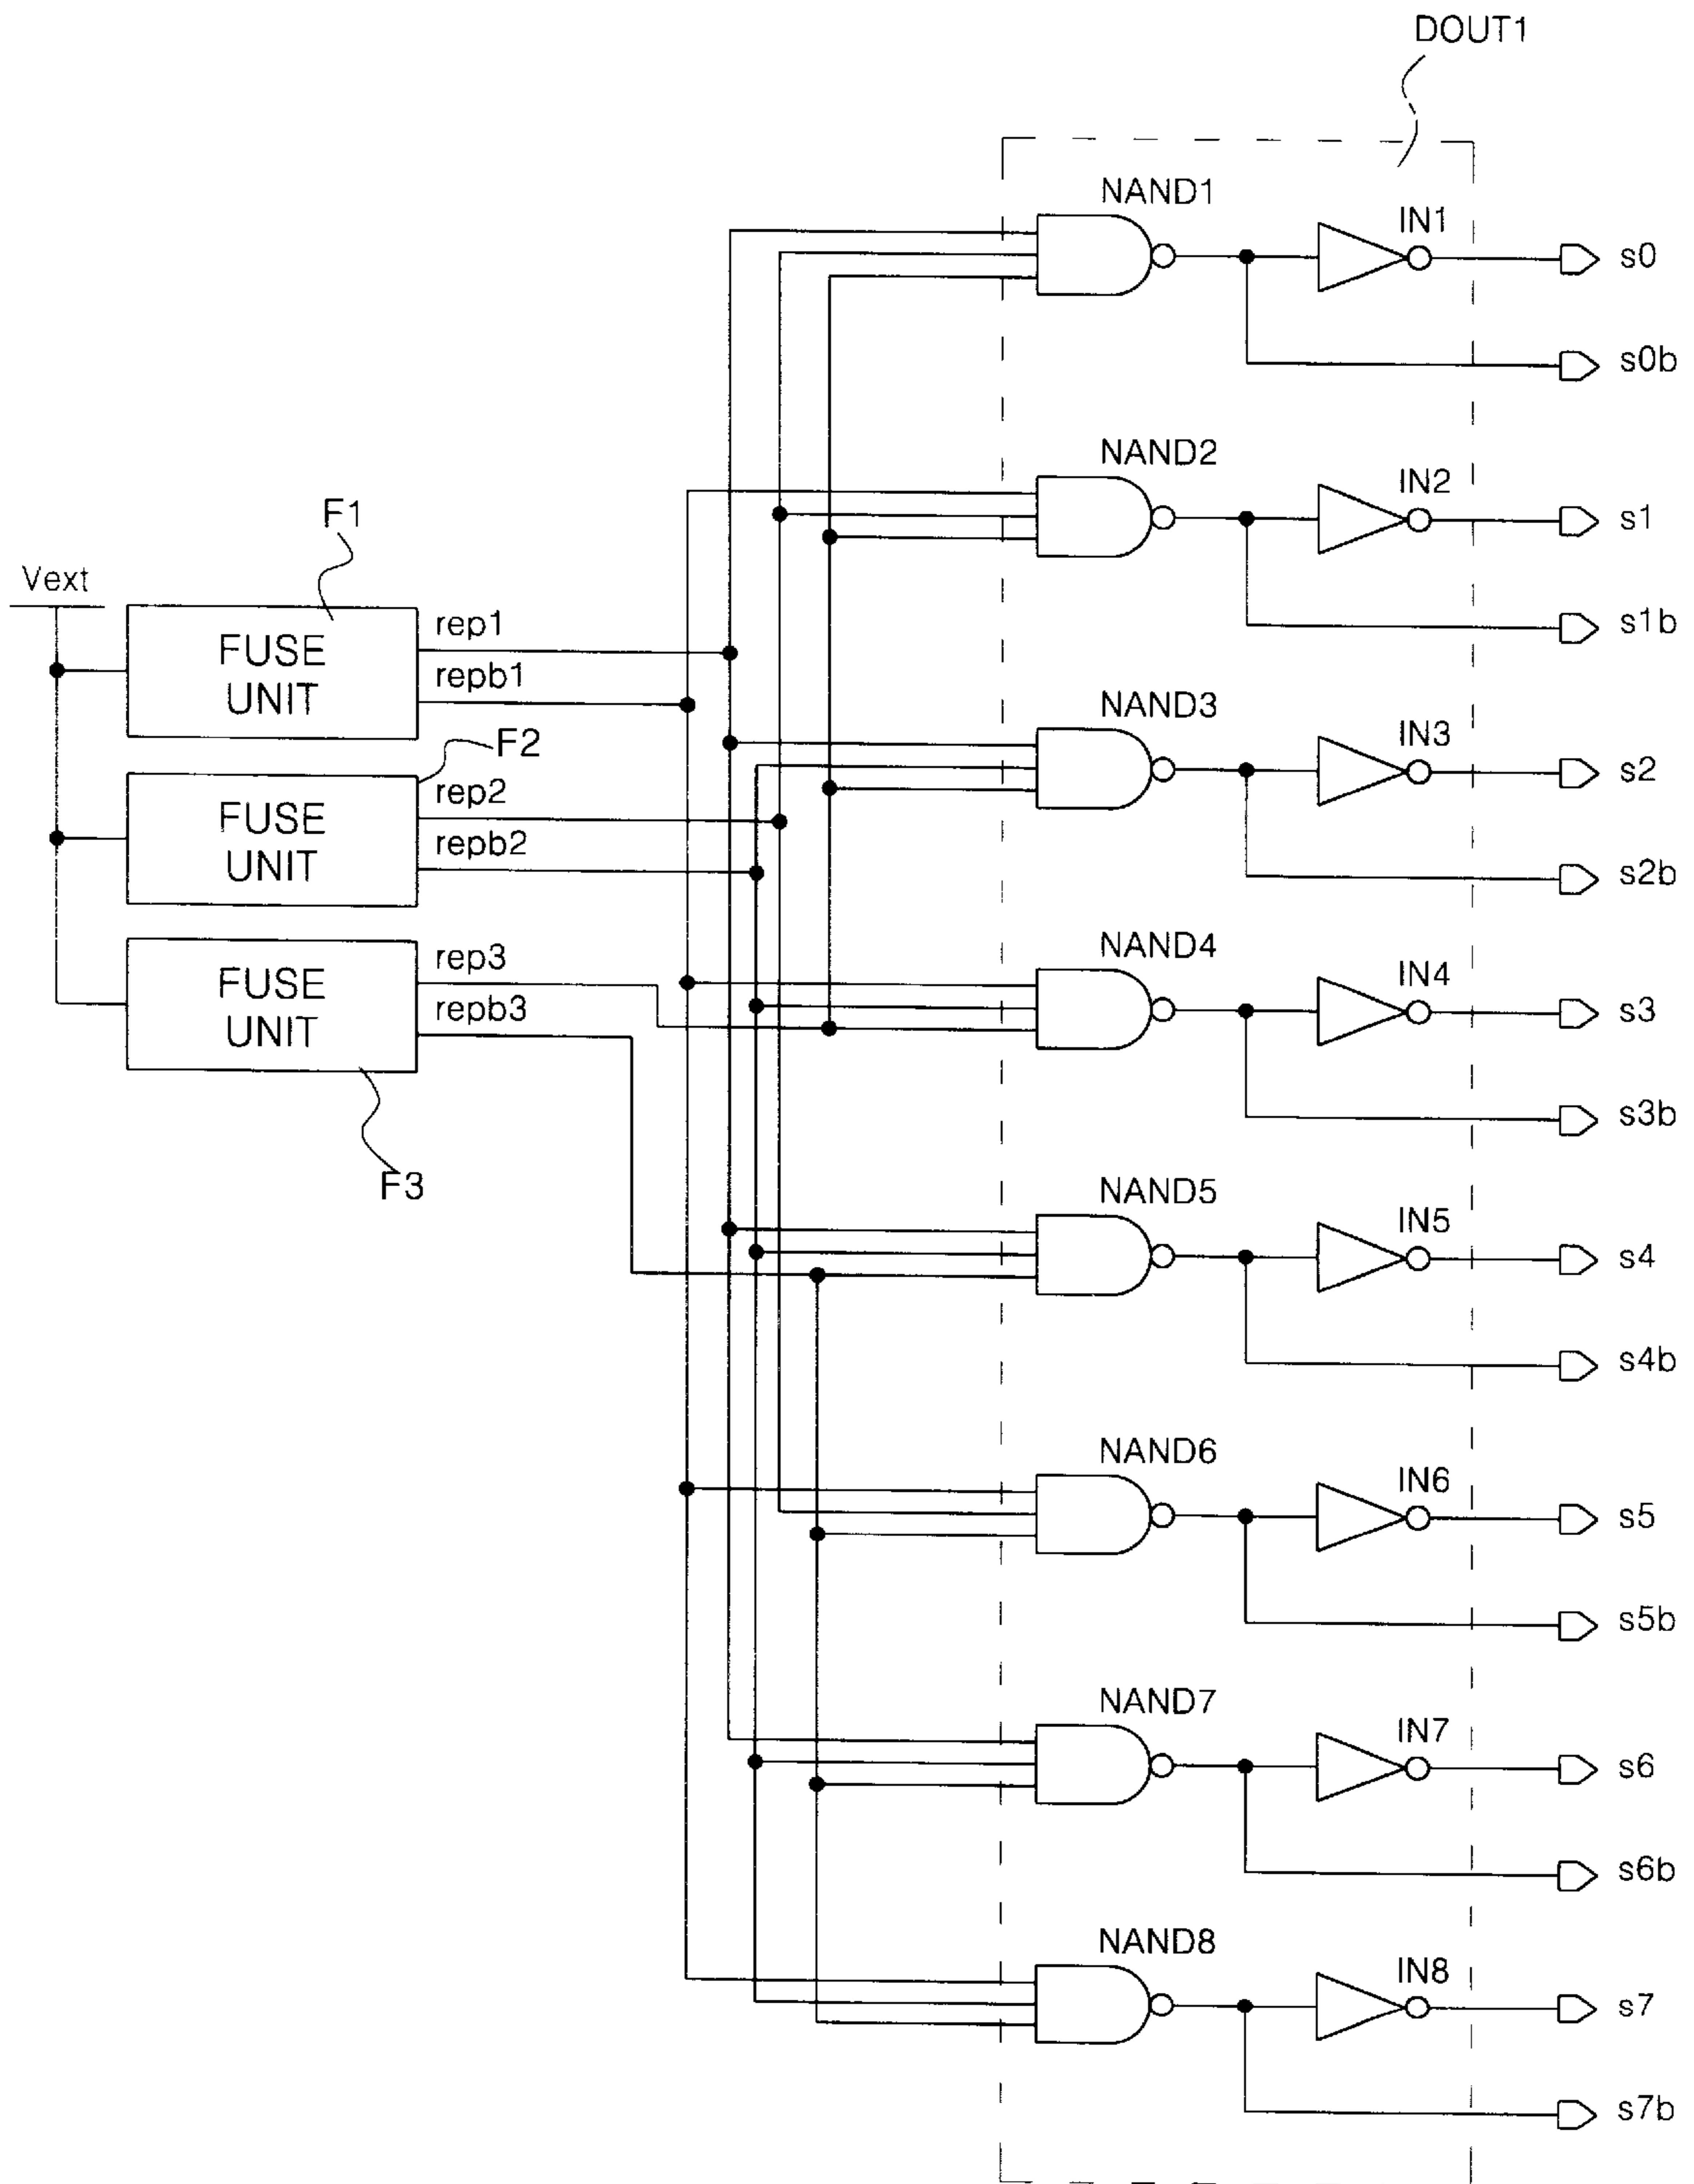 DOUT1
NAND1
IN1
s0
s0b
NAND2
IN2
s1
s1b
F1
Vext
FUSE
UNIT
rep1
repb1
NAND3
IN3
s2
s2b
F2
FUSE
UNIT
rep2
repb2
NAND4
IN4
s3
s3b
FUSE
UNIT
rep3
repb3
F3
NAND5
IN5
s4
s4b
NAND6
IN6
s5
s5b
NAND7
IN7
s6
s6b
NAND8
IN8
s7
s7b